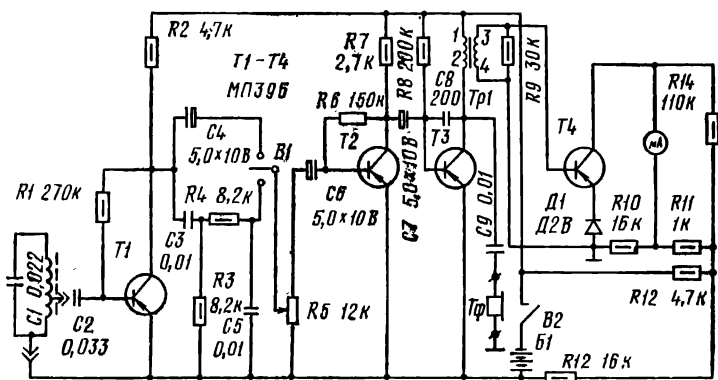 R2 4,7к
T1-T4
МП39Б
R7
2,7к
R8 200к
C8
200
1
2
3
4
Тр1
R9 30к
R14
110к
T4
μA
R6 150к
T2
T3
C4
5,0×10В
В1
R1 270к
R4 8,2к
C6
5,0×10В
C7 5,0×10В
C9 0,01
Д1
Д2В
R10
16к
R11
1к
C3
0,01
T1
R3
8,2к
C5
0,01
R5 12к
Тф
R12 4,7к
В2
Б1
R12 16к
C1 0,022
C2
0,033